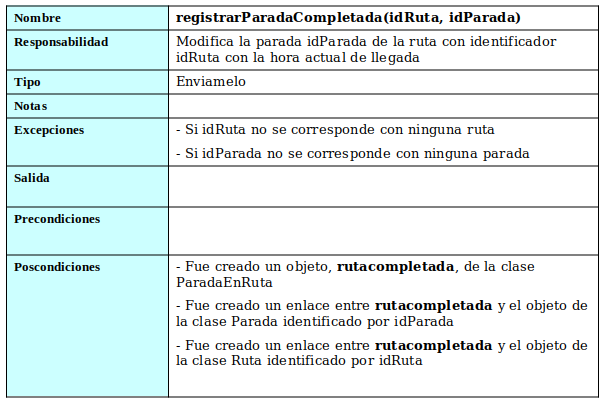 Nombre
registrarParadaCompletada(idRuta, idParada)
Responsabilidad
Modifica la parada idParada de la ruta con identificador
idRuta con la hora actual de llegada
Tipo
Enviamelo
Notas
Excepciones
- Si idRuta no se corresponde con ninguna ruta
- Si idParada no se corresponde con ninguna parada
Salida
Precondiciones
Poscondiciones
- Fue creado un objeto, rutacompletada, de la clase
ParadaEnRuta
- Fue creado un enlace entre rutacompletada y el objeto de
la clase Parada identificado por idParada
- Fue creado un enlace entre rutacompletada y el objeto de
la clase Ruta identificado por idRuta